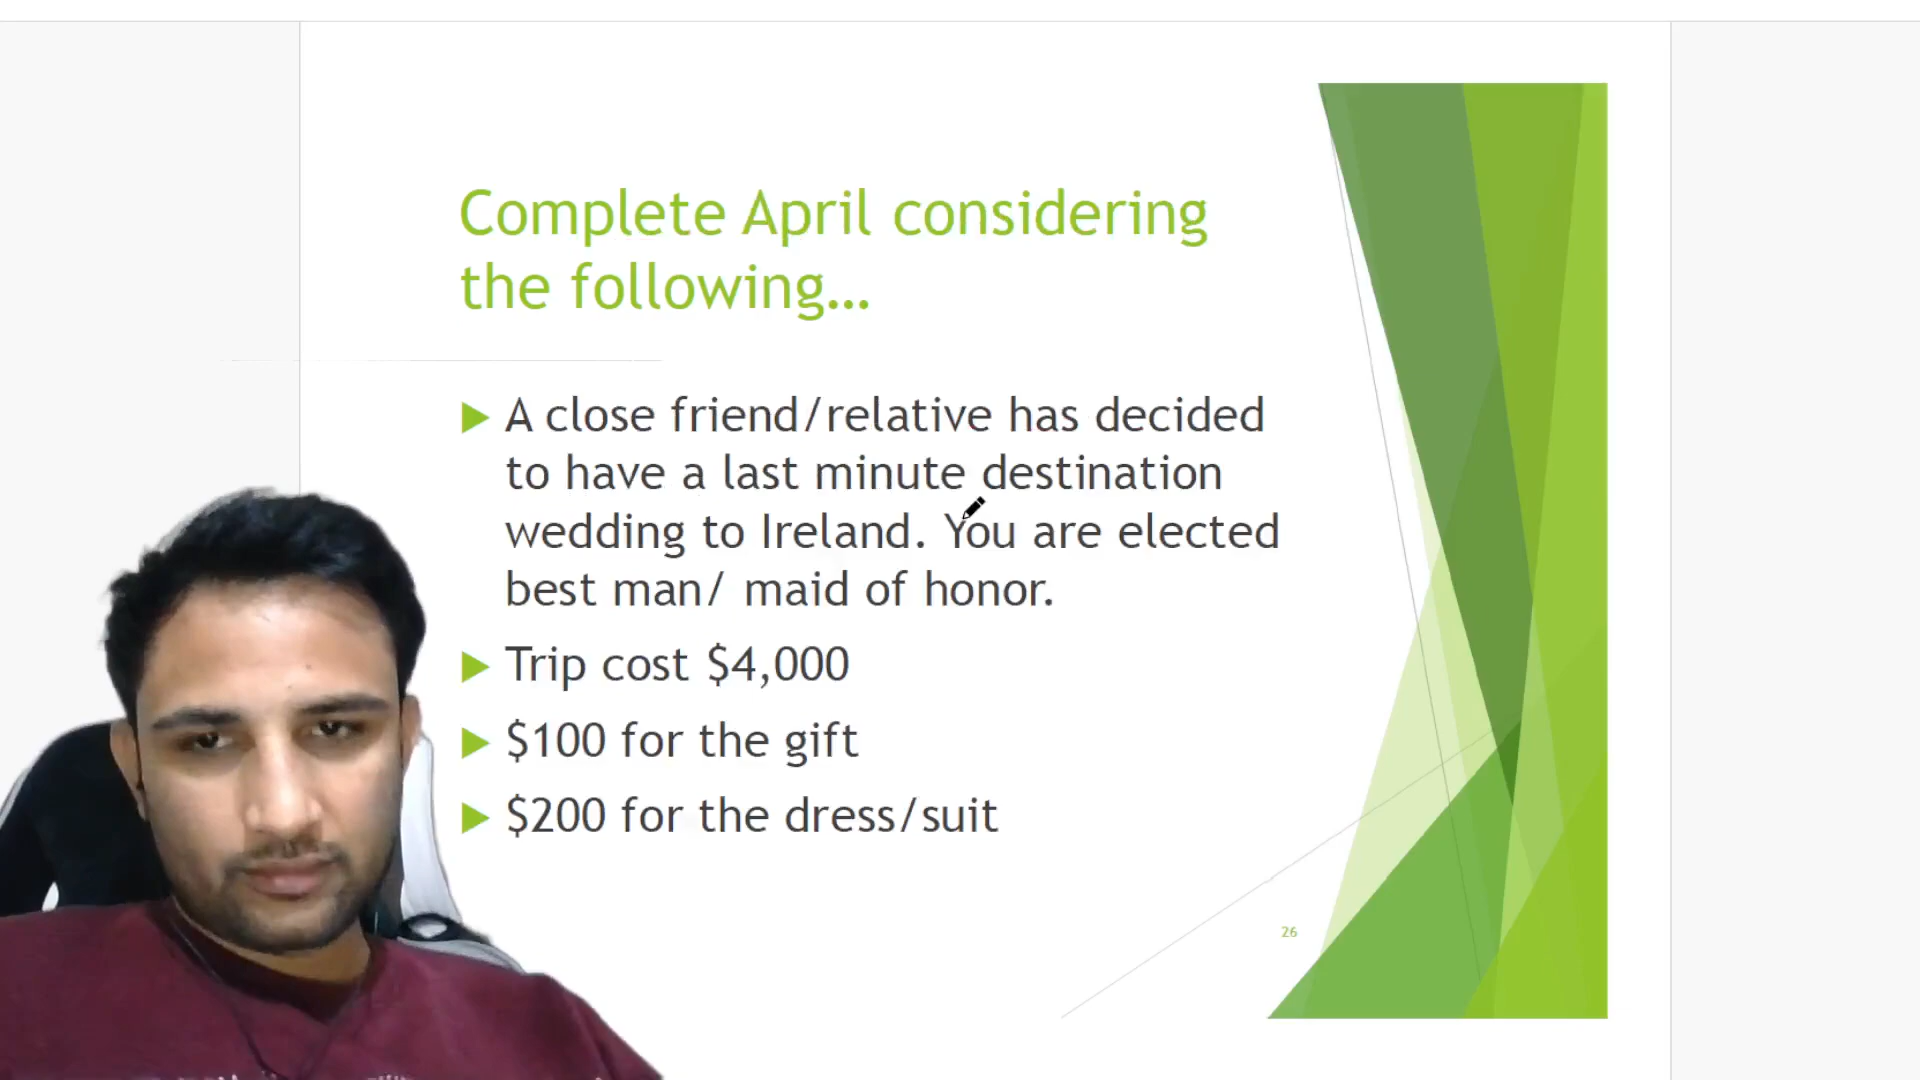 Complete April considering
the following...
A close friend/relative has decided
to have a last minute destination
wedding to Ireland. You are elected
best man/ maid of honor.
Trip cost $4,000
$100 for the gift
$200 for the dress/suit
26